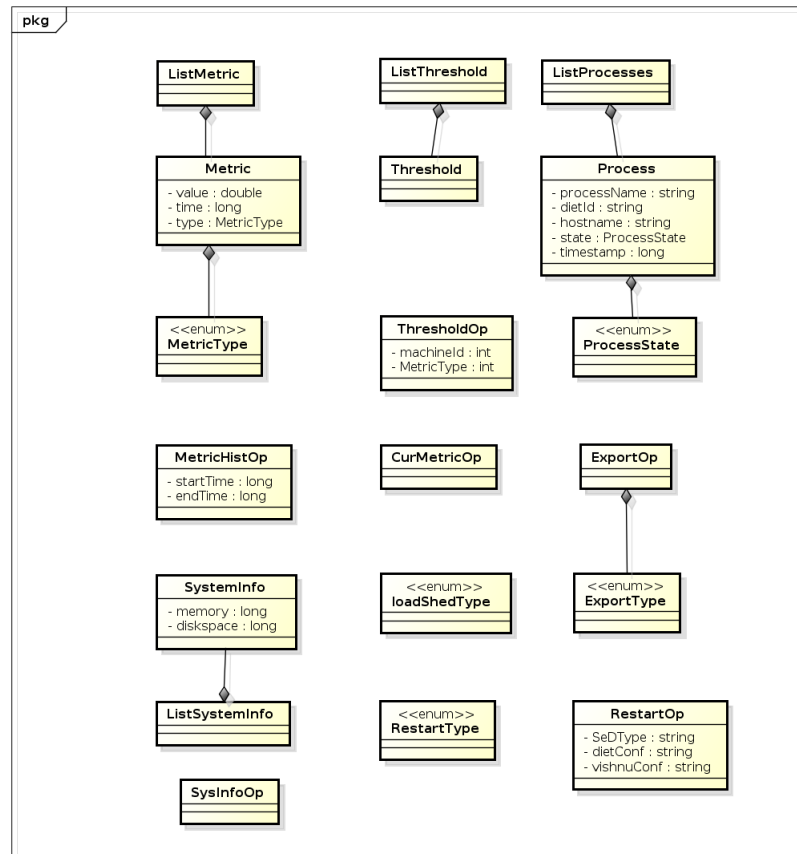 pkg
ListMetric
ListThreshold
ListProcesses
Metric
- value : double
- time : long
- type : MetricType
Threshold
Process
- processName : string
- dietId : string
- hostname : string
- state : ProcessState
- timestamp : long
<<enum>>
MetricType
ThresholdOp
- machineId : int
- MetricType : int
<<enum>>
ProcessState
MetricHistOp
- startTime : long
- endTime : long
CurMetricOp
ExportOp
SystemInfo
- memory : long
- diskspace : long
<<enum>>
loadShedType
<<enum>>
ExportType
ListSystemInfo
<<enum>>
RestartType
RestartOp
- SeDType : string
- dietConf : string
- vishnuConf : string
SysInfoOp